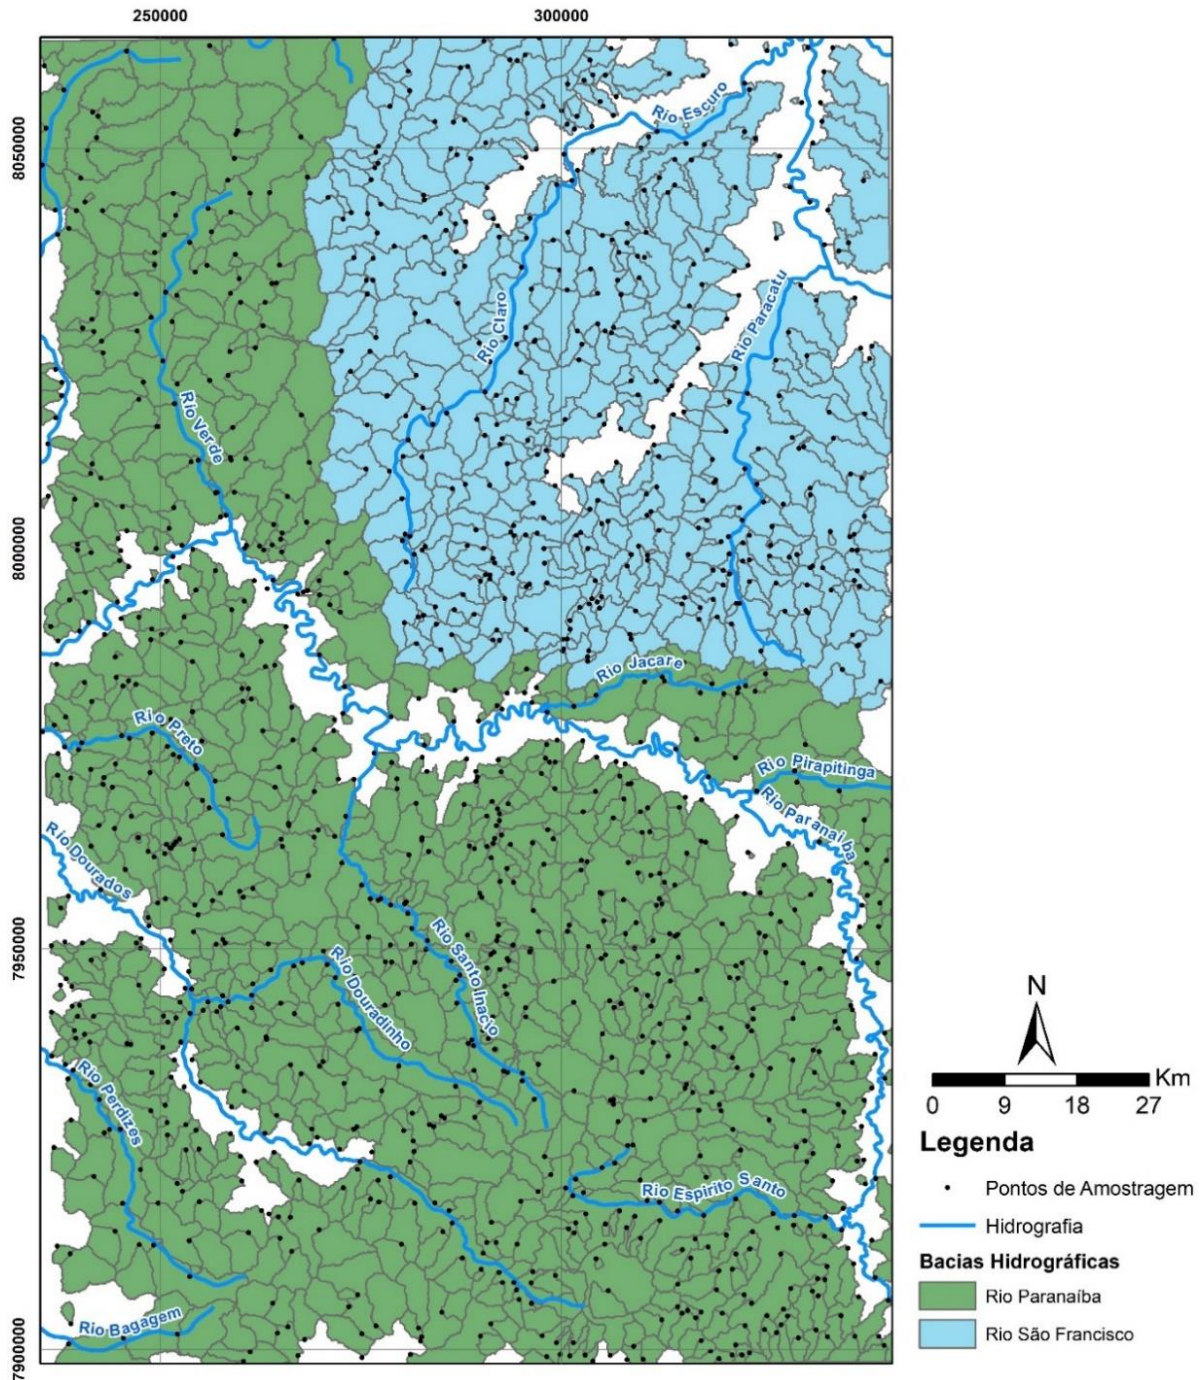 250000
300000
8050000
8000000
7950000
7900000
Rio Escuro
Rio Claro
Rio Paracatu
Rio Verde
Rio Jacare
Rio Preto
Rio Pirapitinga
Rio Paranaiba
Rio Dourados
Rio Santo Inacio
Rio Douradinho
Rio Perdizes
Rio Espirito Santo
Rio Bagagem
N
Km
0 9 18 27
Legenda
Pontos de Amostragem
Hidrografia
Bacias Hidrográficas
Rio Paranaíba
Rio São Francisco